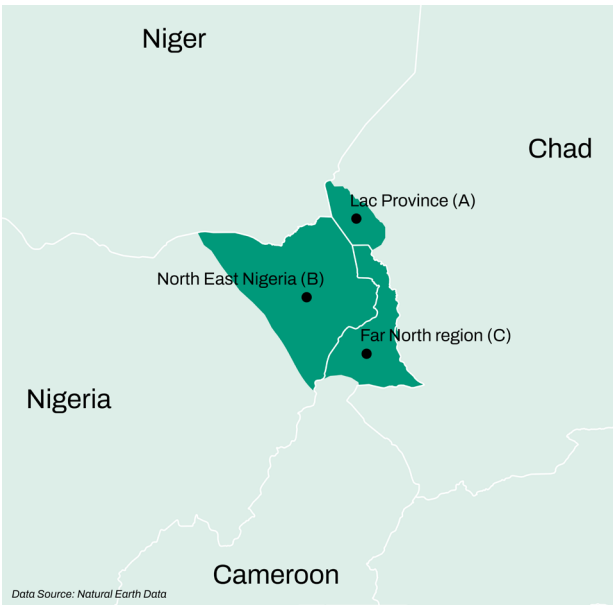 Niger
Chad
Lac Province (A)
North East Nigeria (B)
Far North region (C)
Nigeria
Cameroon
Data Source: Natural Earth Data